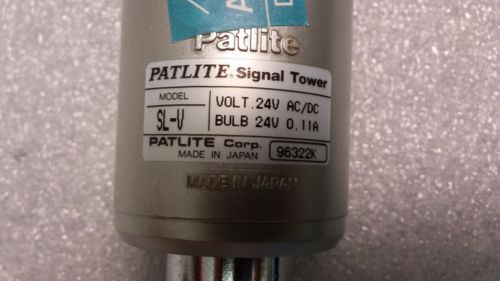 A
Patlite
PATLITE Signal Tower
MODEL
SL-V
VOLT. 24V AC/DC
BULB 24V 0.11A
PATLITE Corp.
MADE IN JAPAN
96322K
MADE IN JAPAN